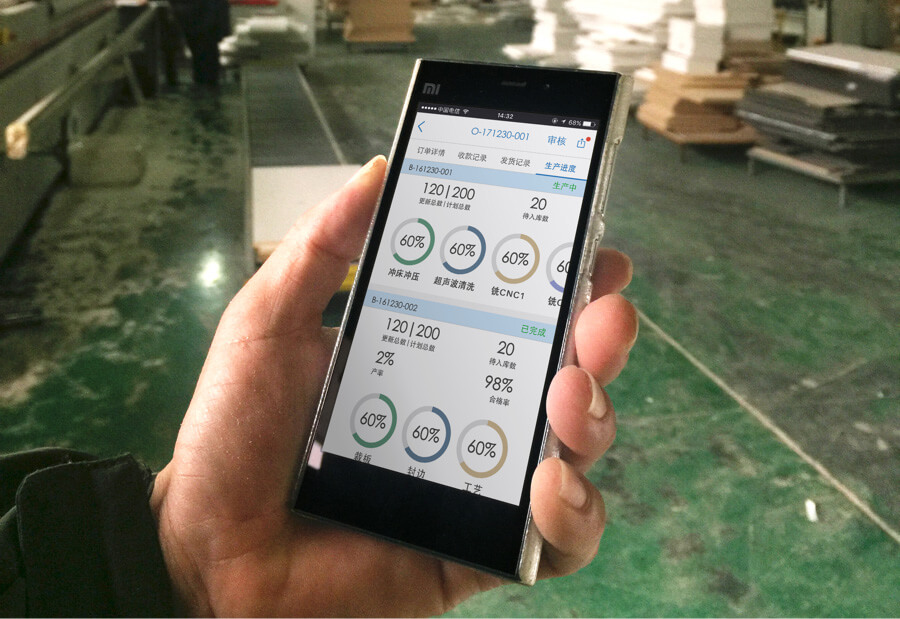 mi
中国电信
14:32
68%
O-171230-001
审核
订单详情
收款记录
发货记录
生产进度
B-161230-001
生产中
120|200
更新总数|计划总数
20
待入库数
60%
60%
60%
冲床冲压
超声波清洗
铣CNC1
B-161230-002
已完成
120|200
更新总数|计划总数
20
待入库数
2%
产率
98%
合格率
60%
60%
60%
裁板
封边
工艺